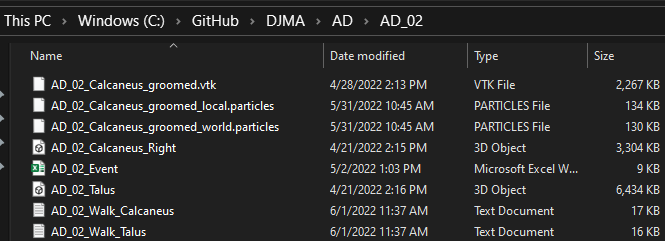 This PC > Windows (C:) > GitHub > DJMA > AD > AD_02
Name Date modified Type Size
AD_02_Calcaneus_groomed.vtk 4/28/2022 2:13 PM VTK File 2,267 KB
AD_02_Calcaneus_groomed_local.particles 5/31/2022 10:45 AM PARTICLES File 134 KB
AD_02_Calcaneus_groomed_world.particles 5/31/2022 10:45 AM PARTICLES File 130 KB
AD_02_Calcaneus_Right 4/21/2022 2:15 PM 3D Object 3,304 KB
AD_02_Event 5/2/2022 1:03 PM Microsoft Excel W... 9 KB
AD_02_Talus 4/21/2022 2:16 PM 3D Object 6,434 KB
AD_02_Walk_Calcaneus 6/1/2022 11:37 AM Text Document 17 KB
AD_02_Walk_Talus 6/1/2022 11:37 AM Text Document 16 KB